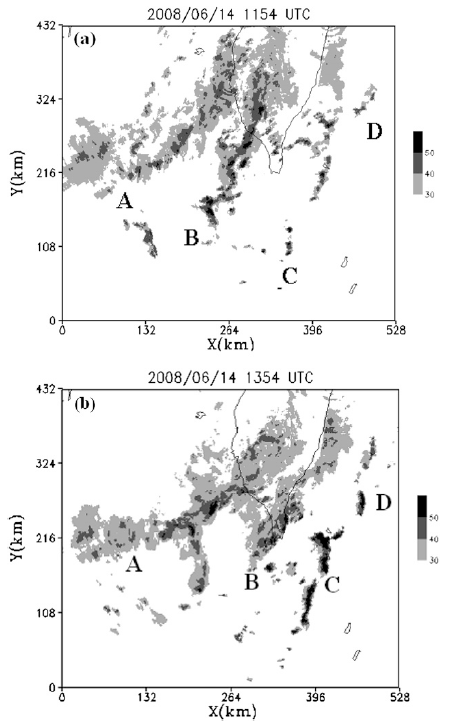 2008/06/14 1154 UTC
432
(a)
324
D
50
216
40
30
A
B
108
C
0
0 132 264 396 528
X(km)
Y(km)
2008/06/14 1354 UTC
432
(b)
324
D
50
216
40
A
30
B
C
108
0
0 132 264 396 528
X(km)
Y(km)